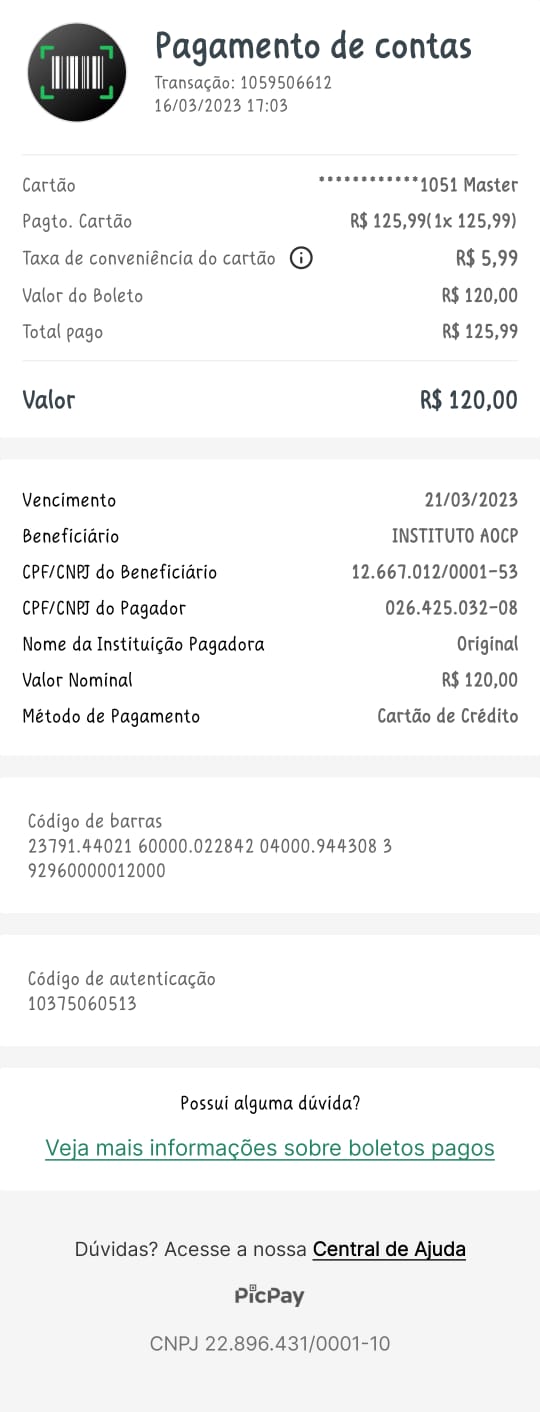 Pagamento de contas
Transação: 1059506612
16/03/2023 17:03
Cartão ************1051 Master
Pagto. Cartão R$ 125,99(1x 125,99)
Taxa de conveniência do cartão R$ 5,99
Valor do Boleto R$ 120,00
Total pago R$ 125,99
Valor R$ 120,00
Vencimento 21/03/2023
Beneficiário INSTITUTO AOCP
CPF/CNPJ do Beneficiário 12.667.012/0001-53
CPF/CNPJ do Pagador 026.425.032-08
Nome da Instituição Pagadora Original
Valor Nominal R$ 120,00
Método de Pagamento Cartão de Crédito
Código de barras
23791.44021 60000.022842 04000.944308 3
92960000012000
Código de autenticação
10375060513
Possui alguma dúvida?
Veja mais informações sobre boletos pagos
Dúvidas? Acesse a nossa Central de Ajuda
PicPay
CNPJ 22.896.431/0001-10